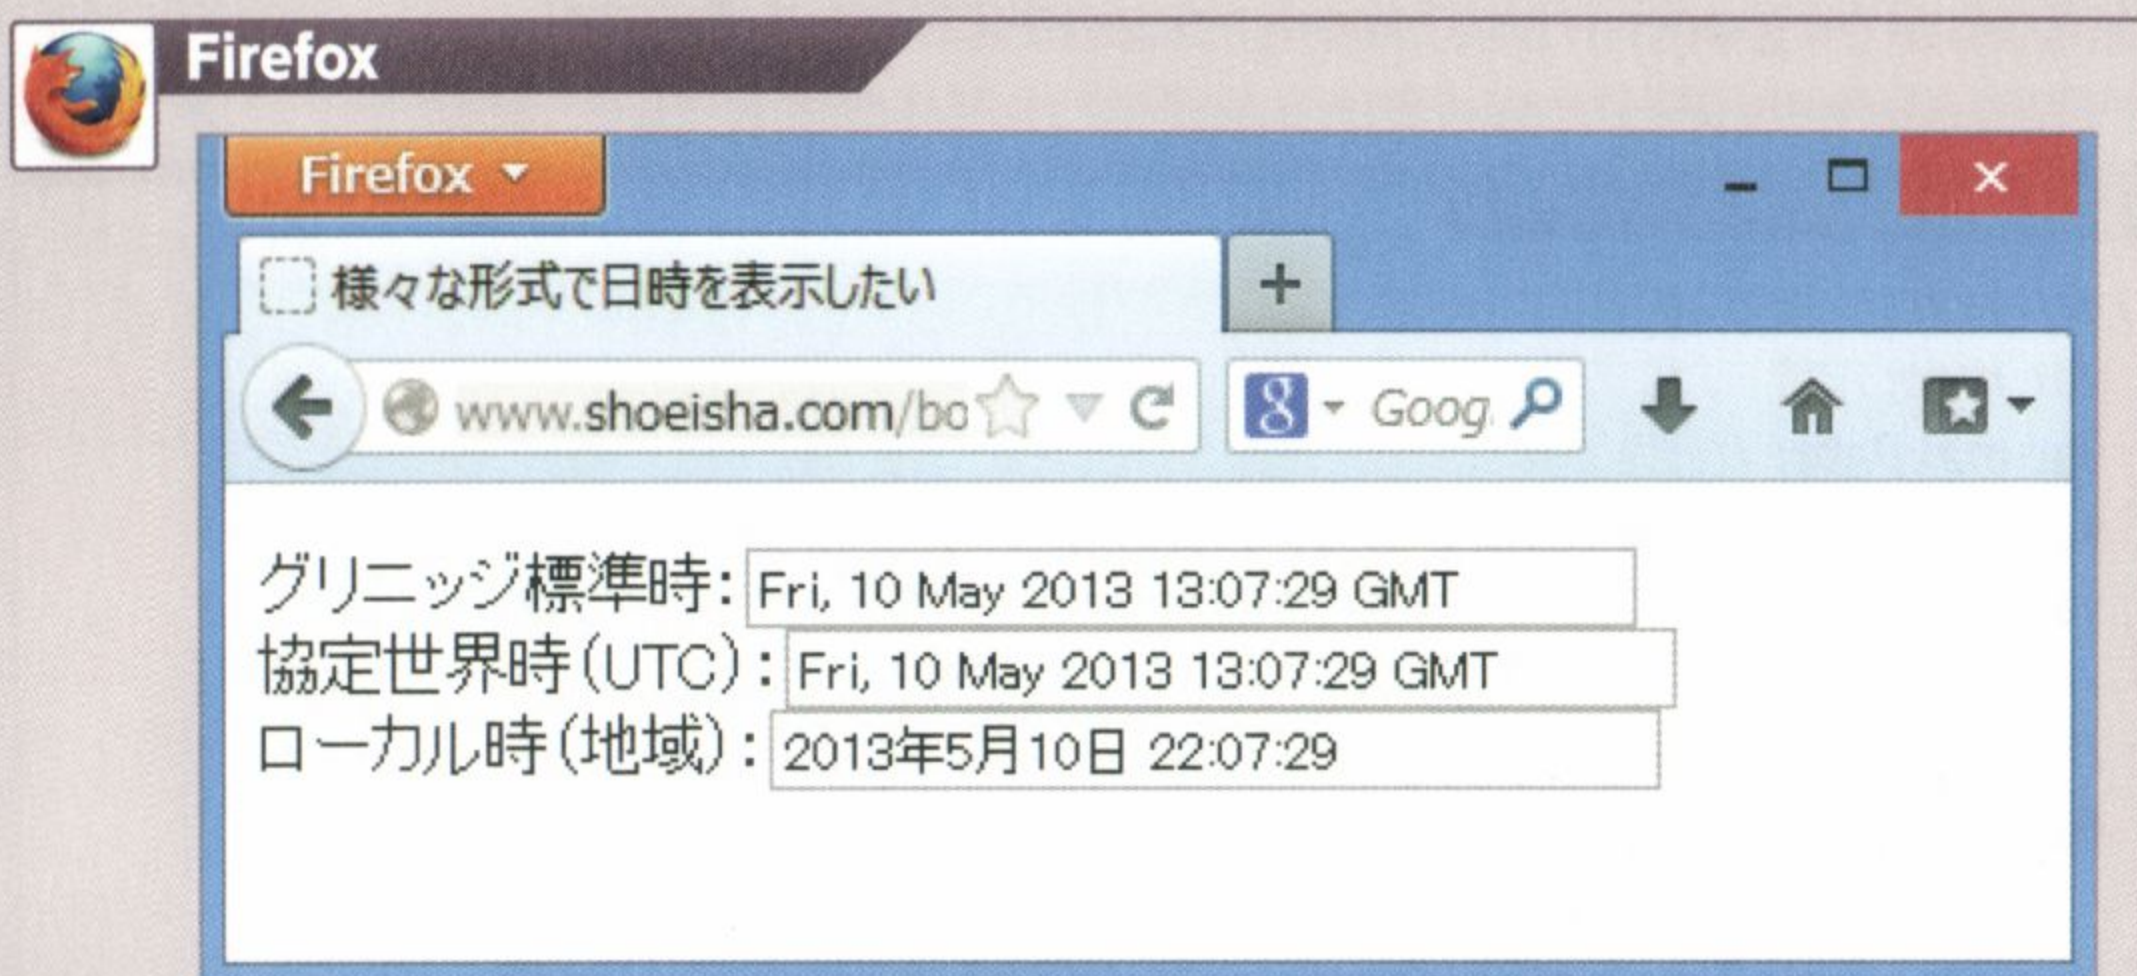 Firefox
Firefox
様々な形式で日時を表示したい
www.shoeisha.com/bo
8 Goog
グリニッジ標準時: Fri, 10 May 2013 13:07:29 GMT
協定世界時(UTC): Fri, 10 May 2013 13:07:29 GMT
ローカル時(地域): 2013年5月10日 22:07:29